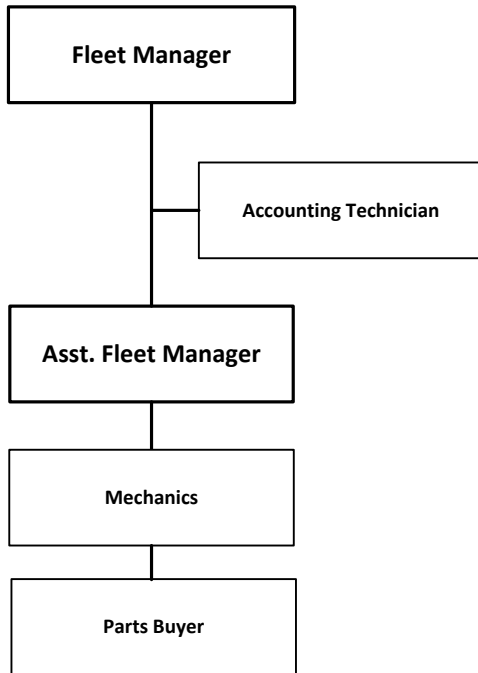 Fleet Manager
Accounting Technician
Asst. Fleet Manager
Mechanics
Parts Buyer